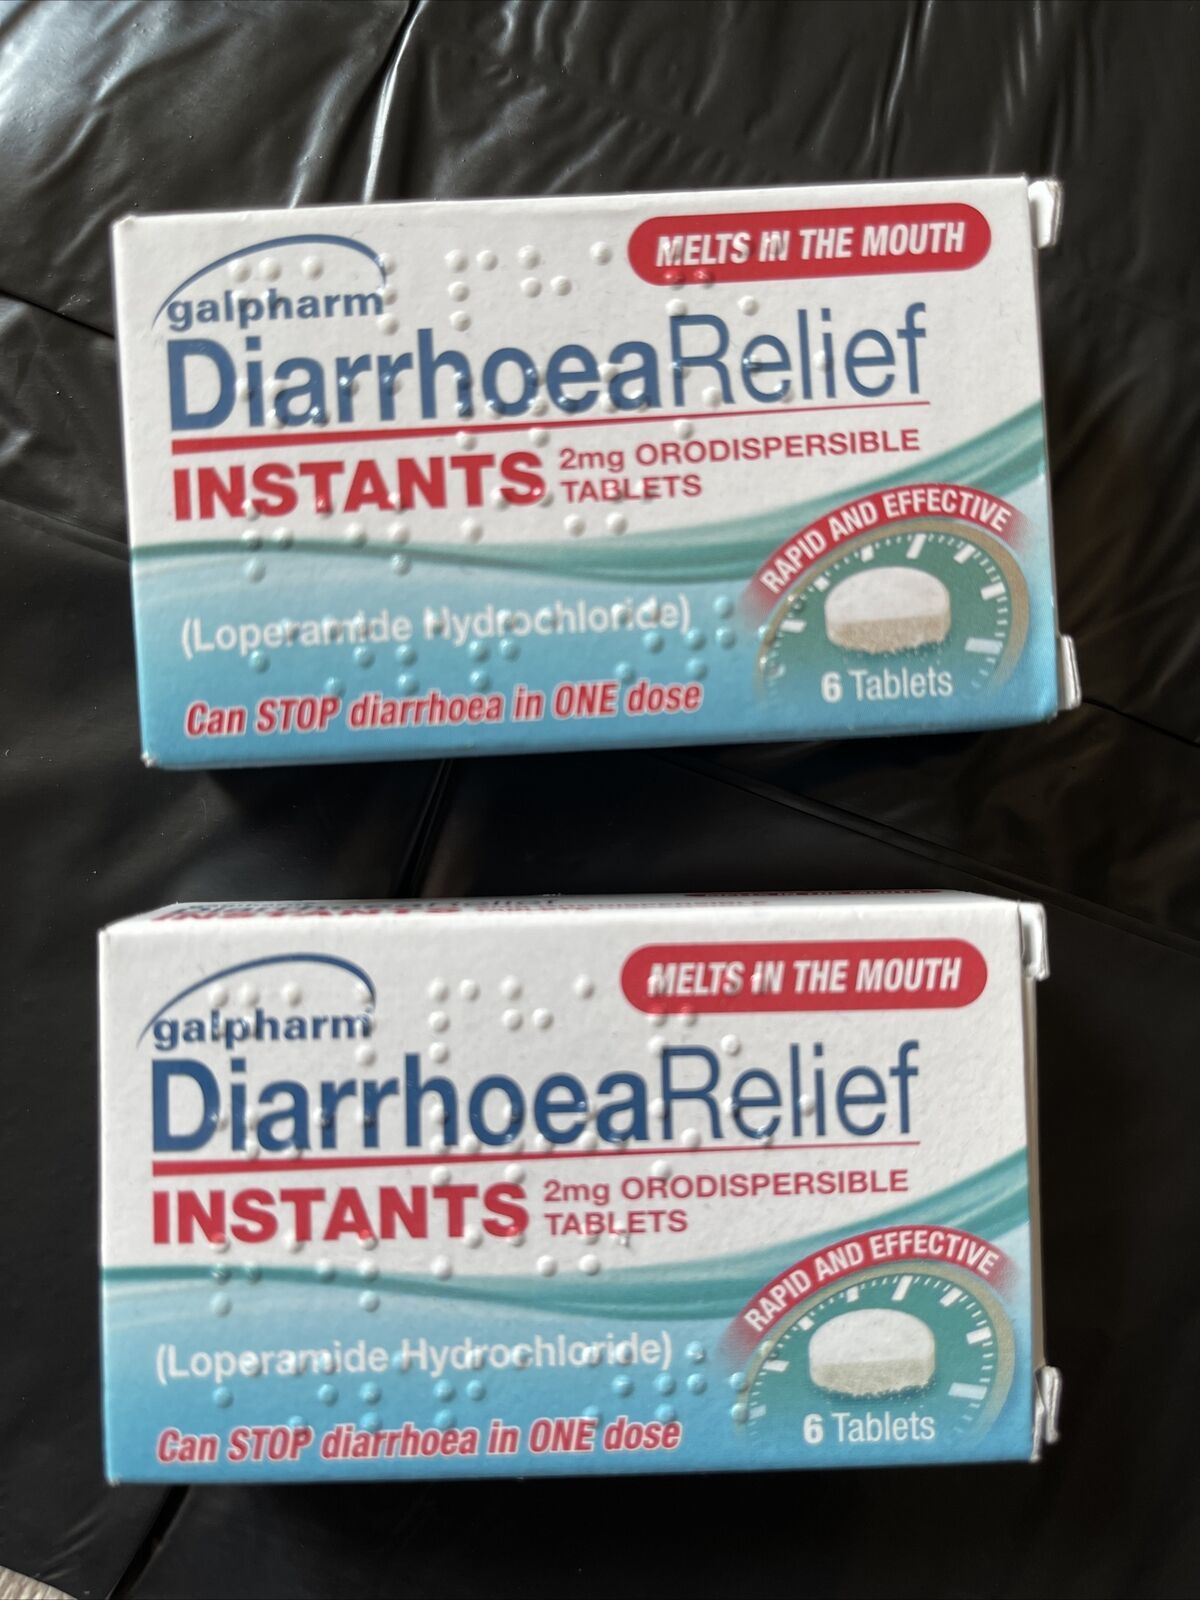 MELTS IN THE MOUTH
galpharm
DiarrhoeaRelief
INSTANTS 2mg ORODISPERSIBLE
TABLETS
RAPID AND EFFECTIVE
(Loperamide Hydrochloride)
6 Tablets
Can STOP diarrhoea in ONE dose
INSTANTS
MELTS IN THE MOUTH
galpharm
DiarrhoeaRelief
INSTANTS 2mg ORODISPERSIBLE
TABLETS
RAPID AND EFFECTIVE
(Loperamide Hydrochloride)
6 Tablets
Can STOP diarrhoea in ONE dose